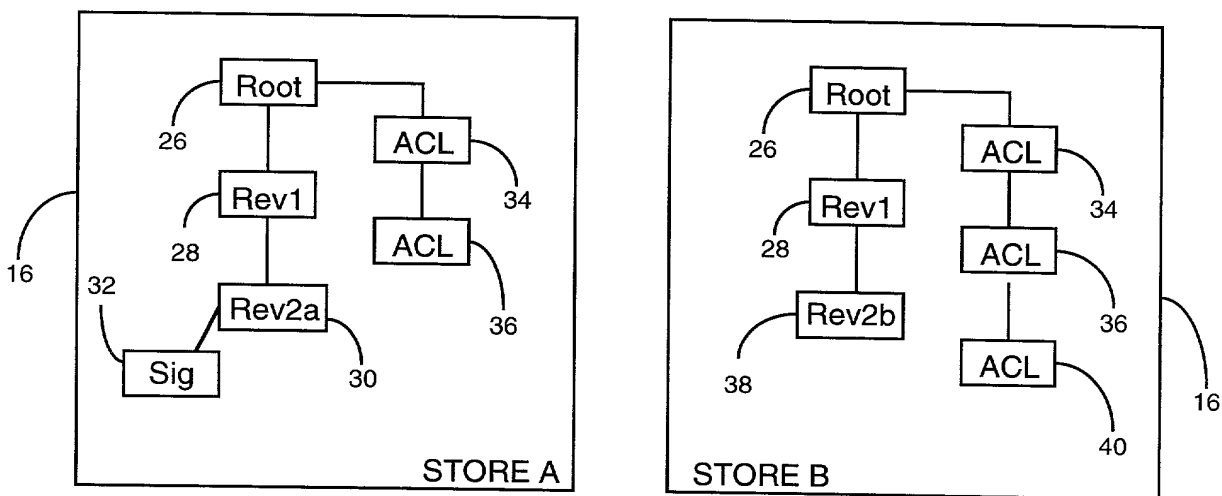 Root
26
ACL
34
Rev1
28
ACL
36
16
32
Rev2a
30
Sig
STORE A
Root
26
ACL
34
Rev1
28
ACL
36
Rev2b
38
ACL
40
16
STORE B